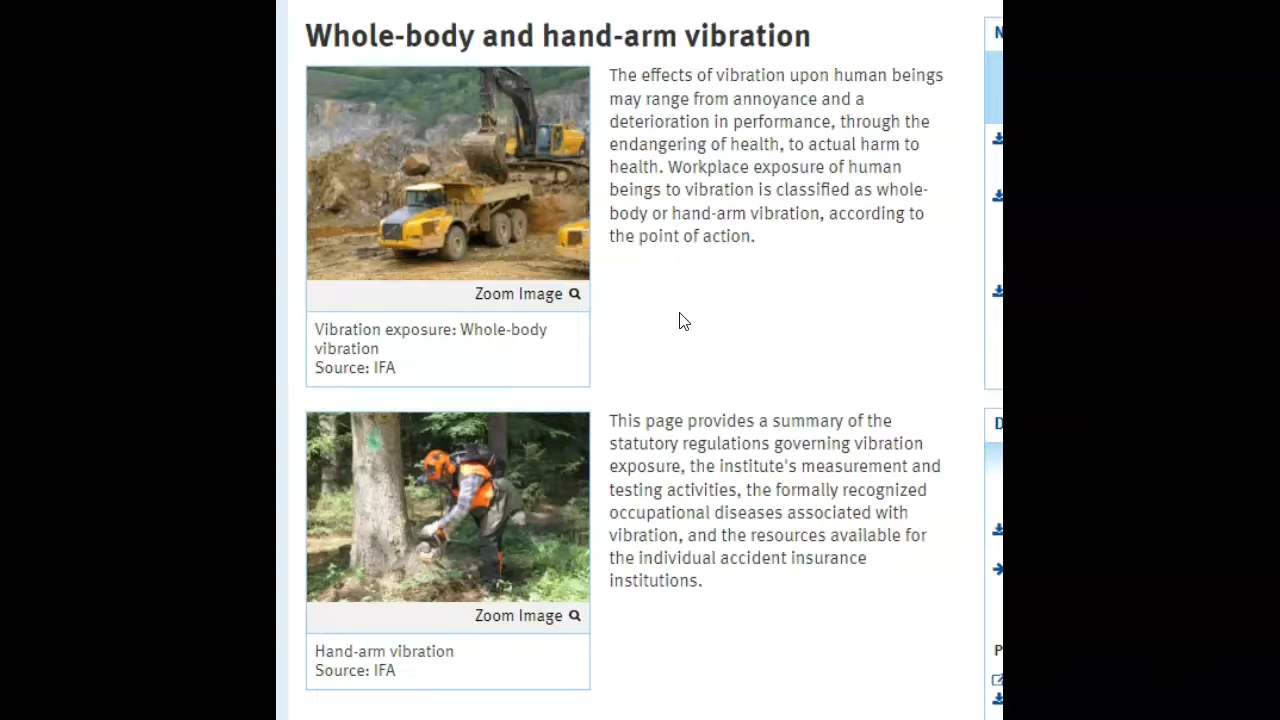 Whole-body and hand-arm vibration
The effects of vibration upon human beings
may range from annoyance and a
deterioration in performance, through the
endangering of health, to actual harm to
health. Workplace exposure of human
beings to vibration is classified as whole-
body or hand-arm vibration, according to
the point of action.
Zoom Image
Vibration exposure: Whole-body
vibration
Source: IFA
This page provides a summary of the
statutory regulations governing vibration
exposure, the institute's measurement and
testing activities, the formally recognized
occupational diseases associated with
vibration, and the resources available for
the individual accident insurance
institutions.
Zoom Image
Hand-arm vibration
Source: IFA
N
D
P